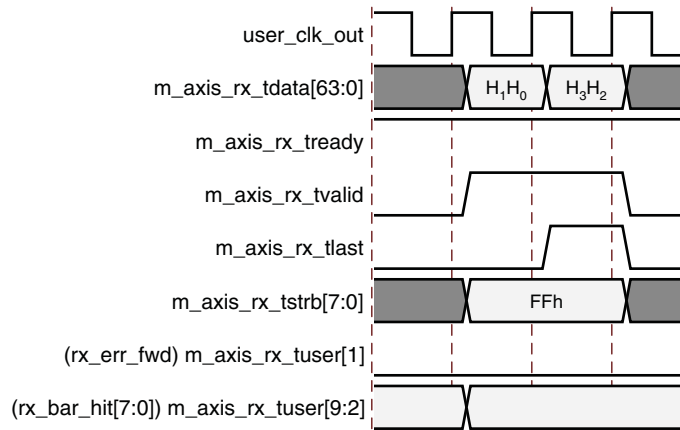 user_clk_out
m_axis_rx_tdata[63:0] H₁H₀ H₃H₂
m_axis_rx_tready
m_axis_rx_tvalid
m_axis_rx_tlast
m_axis_rx_tstrb[7:0] FFh
(rx_err_fwd) m_axis_rx_tuser[1]
(rx_bar_hit[7:0]) m_axis_rx_tuser[9:2]